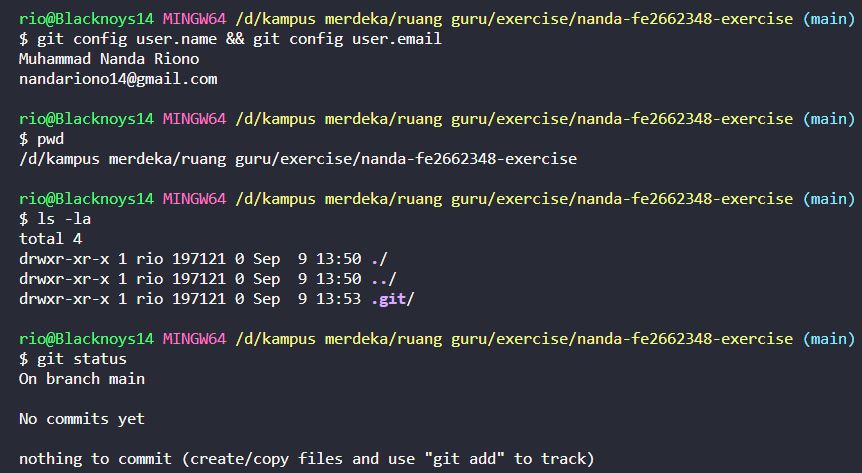 rio@Blacknoys14 MINGW64 /d/kampus merdeka/ruang guru/exercise/nanda-fe2662348-exercise (main)
$ git config user.name && git config user.email
Muhammad Nanda Riono
nandariono14@gmail.com
rio@Blacknoys14 MINGW64 /d/kampus merdeka/ruang guru/exercise/nanda-fe2662348-exercise (main)
$ pwd
/d/kampus merdeka/ruang guru/exercise/nanda-fe2662348-exercise
rio@Blacknoys14 MINGW64 /d/kampus merdeka/ruang guru/exercise/nanda-fe2662348-exercise (main)
$ ls -la
total 4
drwxr-xr-x 1 rio 197121 0 Sep  9 13:50 ./
drwxr-xr-x 1 rio 197121 0 Sep  9 13:50 ../
drwxr-xr-x 1 rio 197121 0 Sep  9 13:53 .git/
rio@Blacknoys14 MINGW64 /d/kampus merdeka/ruang guru/exercise/nanda-fe2662348-exercise (main)
$ git status
On branch main
No commits yet
nothing to commit (create/copy files and use "git add" to track)